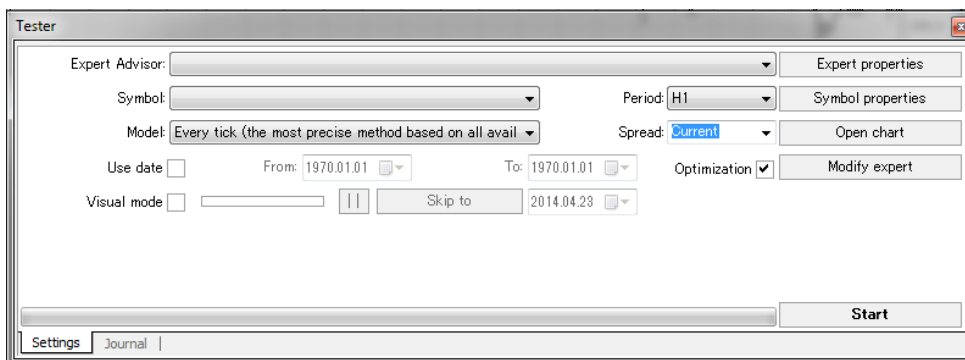 Tester
Expert Advisor: Expert properties
Symbol: Period: H1 Symbol properties
Model: Every tick (the most precise method based on all avail Spread: Current Open chart
Use date From: 1970.01.01 To: 1970.01.01 Optimization Modify expert
Visual mode Skip to 2014.04.23
Start
Settings Journal